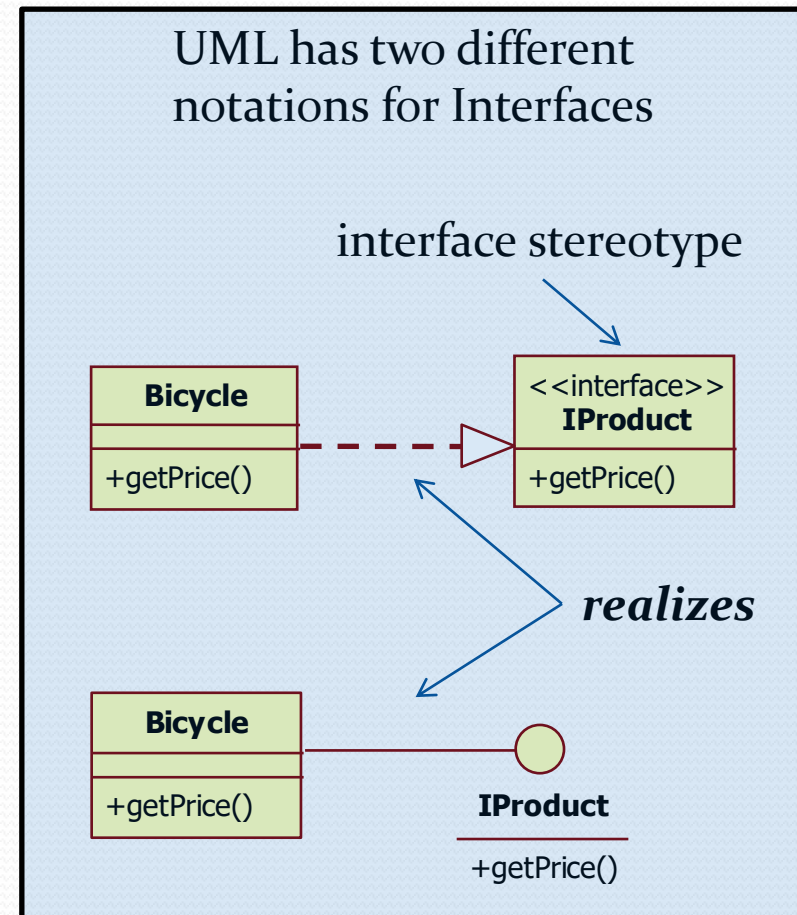 UML has two different
notations for Interfaces
interface stereotype
Bicycle
+getPrice()
<<interface>>
IProduct
+getPrice()
realizes
Bicycle
+getPrice()
IProduct
+getPrice()